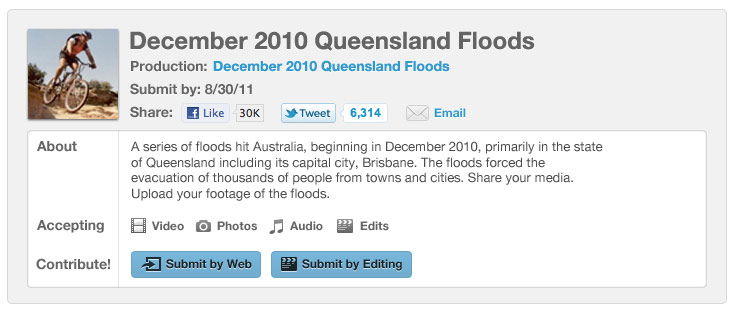 December 2010 Queensland Floods
Production: December 2010 Queensland Floods
Submit by: 8/30/11
Share: Like 30K Tweet 6,314 Email
About
A series of floods hit Australia, beginning in December 2010, primarily in the state
of Queensland including its capital city, Brisbane. The floods forced the
evacuation of thousands of people from towns and cities. Share your media.
Upload your footage of the floods.
Accepting Video Photos Audio Edits
Contribute! Submit by Web Submit by Editing